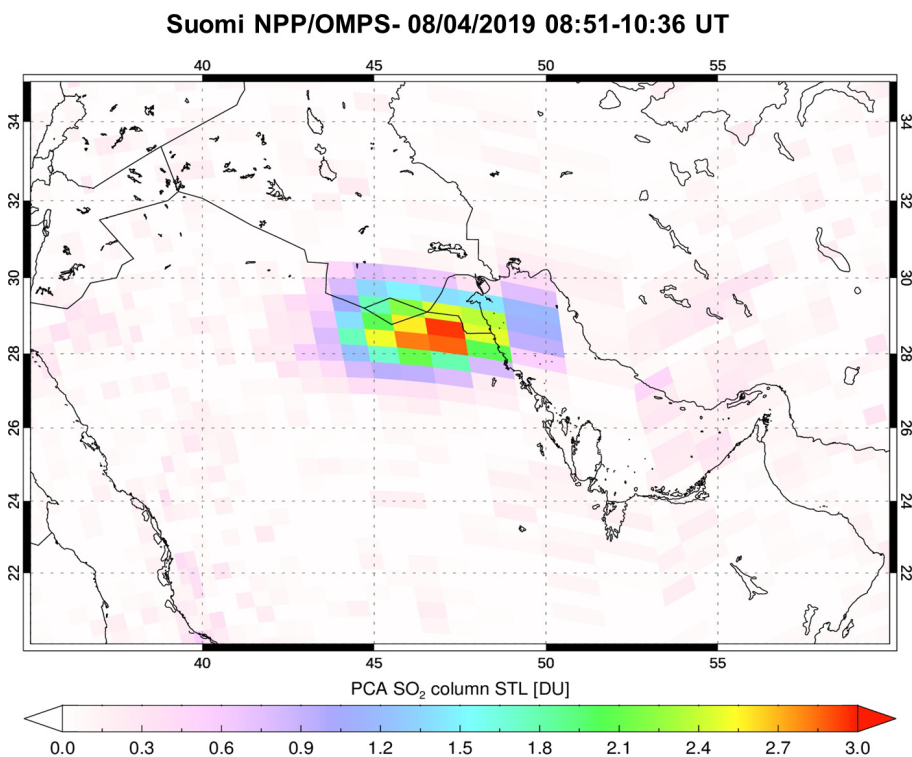 Suomi NPP/OMPS- 08/04/2019 08:51-10:36 UT
40 45 50 55
34 34
32 32
30 30
28 28
26 26
24 24
22 22
40 45 50 55
PCA SO₂ column STL [DU]
0.0 0.3 0.6 0.9 1.2 1.5 1.8 2.1 2.4 2.7 3.0